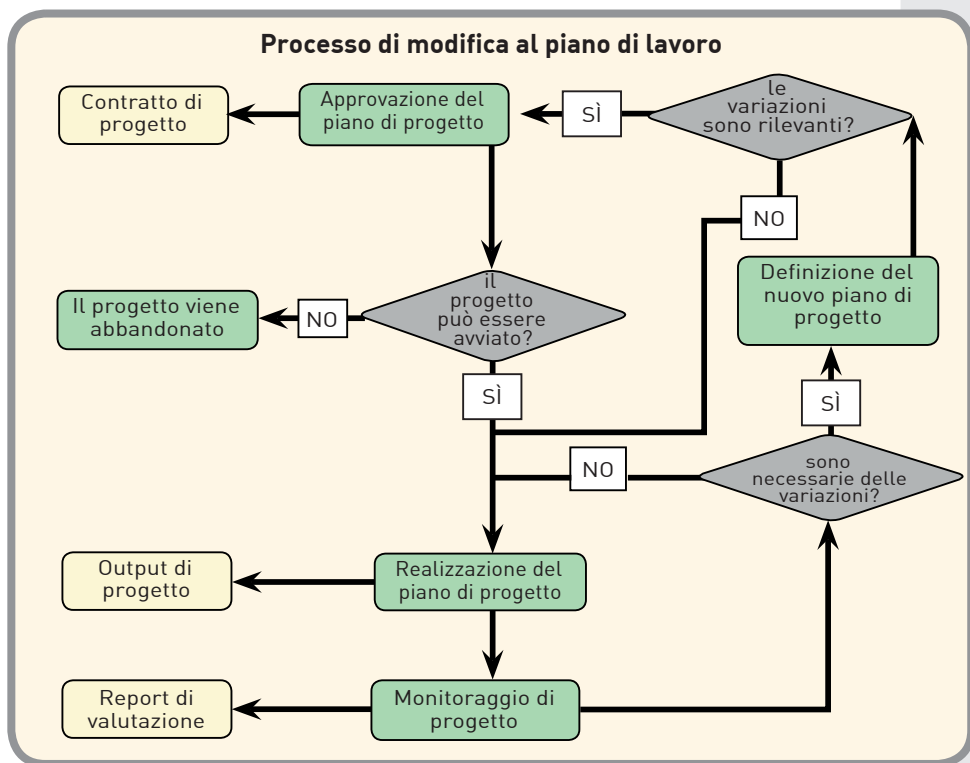 Processo di modifica al piano di lavoro
Contratto di
progetto
Approvazione del
piano di progetto
SÌ
le
variazioni
sono rilevanti?
NO
Il progetto viene
abbandonato
NO
il
progetto
può essere
avviato?
Definizione del
nuovo piano di
progetto
SÌ
SÌ
NO
sono
necessarie delle
variazioni?
Output di
progetto
Realizzazione del
piano di progetto
Report di
valutazione
Monitoraggio di
progetto